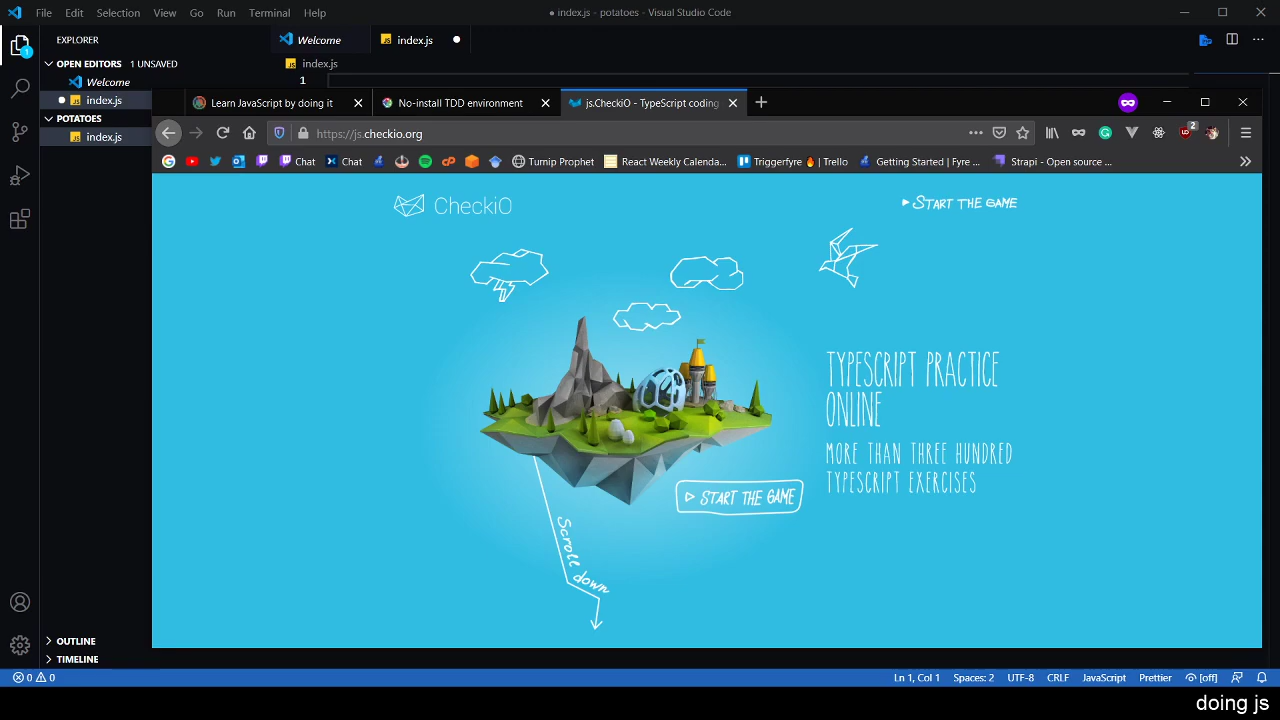 File Edit Selection View Go Run Terminal Help
● index.js - potatoes - Visual Studio Code
EXPLORER
Welcome
index.js
1
OPEN EDITORS 1 UNSAVED
index.js
Welcome
1
index.js
Learn JavaScript by doing it
No-install TDD environment
js.CheckiO - TypeScript coding
POTATOES
index.js
https://js.checkio.org
2
Chat
Chat
Turnip Prophet
React Weekly Calenda...
Triggerfyre 🔥 | Trello
Getting Started | Fyre ...
Strapi - Open source ...
CheckiO
START THE GAME
TYPESCRIPT PRACTICE
ONLINE
MORE THAN THREE HUNDRED
TYPESCRIPT EXERCISES
START THE GAME
Scroll down
OUTLINE
TIMELINE
0 0
Ln 1, Col 1 Spaces: 2 UTF-8 CRLF JavaScript Prettier [off]
doing js